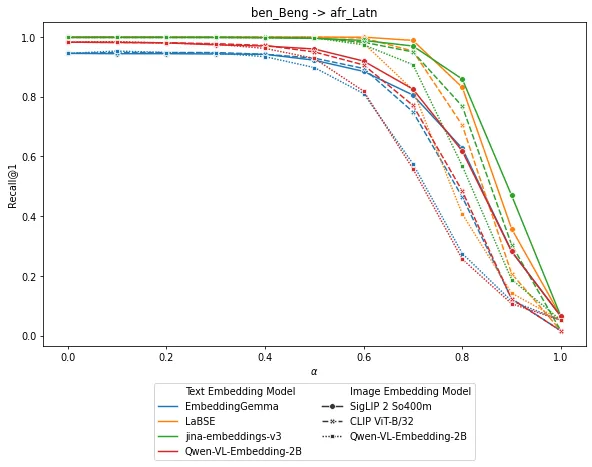 ben_Beng -> afr_Latn
Recall@1
1.0
0.8
0.6
0.4
0.2
0.0
0.0 0.2 0.4 0.6 0.8 1.0
α
Text Embedding Model Image Embedding Model
EmbeddingGemma SigLIP 2 So400m
LaBSE CLIP ViT-B/32
jina-embeddings-v3 Qwen-VL-Embedding-2B
Qwen-VL-Embedding-2B